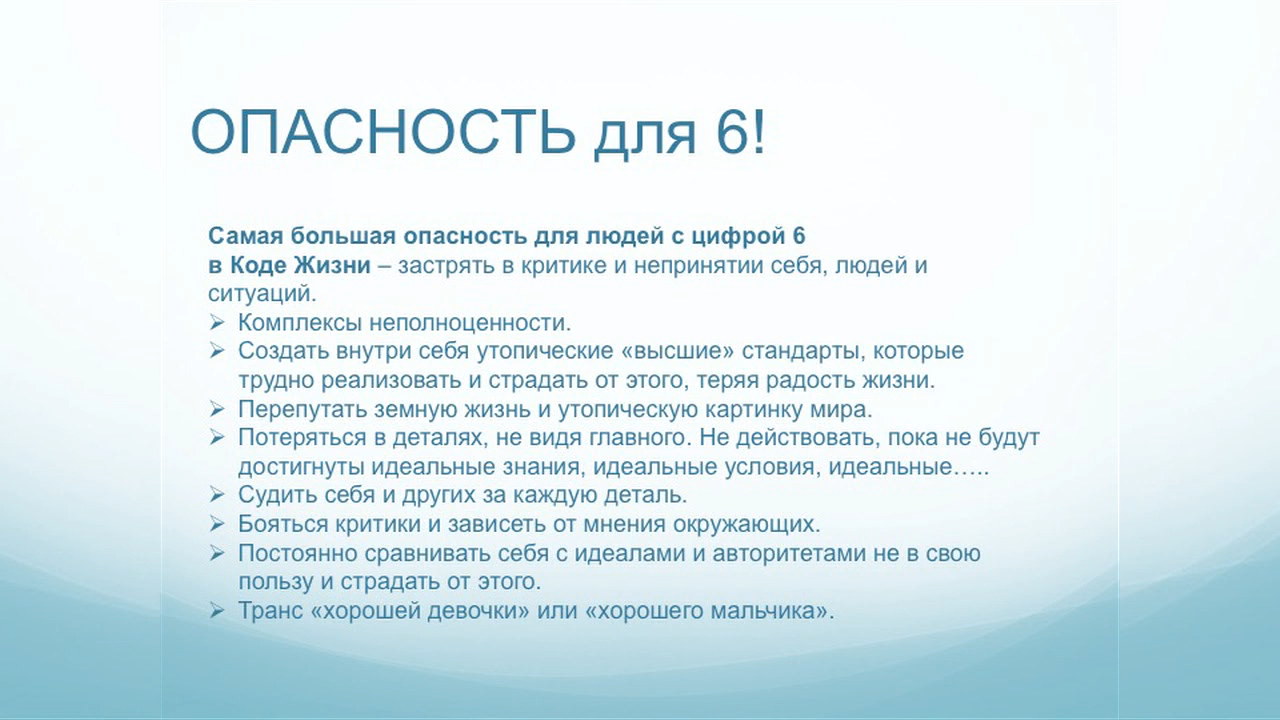 ОПАСНОСТЬ для 6!
Самая большая опасность для людей с цифрой 6
в Коде Жизни – застрять в критике и непринятии себя, людей и
ситуаций.
➢ Комплексы неполноценности.
➢ Создать внутри себя утопические «высшие» стандарты, которые
трудно реализовать и страдать от этого, теряя радость жизни.
➢ Перепутать земную жизнь и утопическую картинку мира.
➢ Потеряться в деталях, не видя главного. Не действовать, пока не будут
достигнуты идеальные знания, идеальные условия, идеальные…..
➢ Судить себя и других за каждую деталь.
➢ Бояться критики и зависеть от мнения окружающих.
➢ Постоянно сравнивать себя с идеалами и авторитетами не в свою
пользу и страдать от этого.
➢ Транс «хорошей девочки» или «хорошего мальчика».